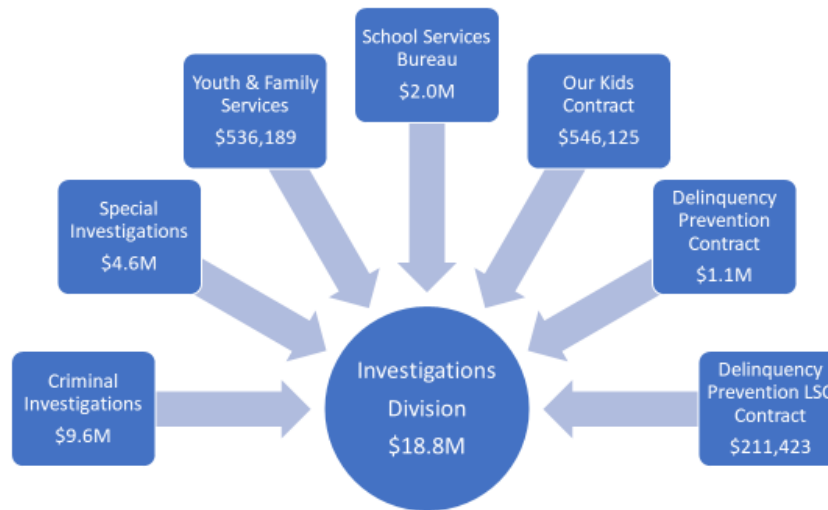 School Services
Bureau
$2.0M
Youth & Family
Services
$536,189
Our Kids
Contract
$546,125
Special
Investigations
$4.6M
Delinquency
Prevention
Contract
$1.1M
Criminal
Investigations
$9.6M
Investigations
Division
$18.8M
Delinquency
Prevention
Contract
$211,423